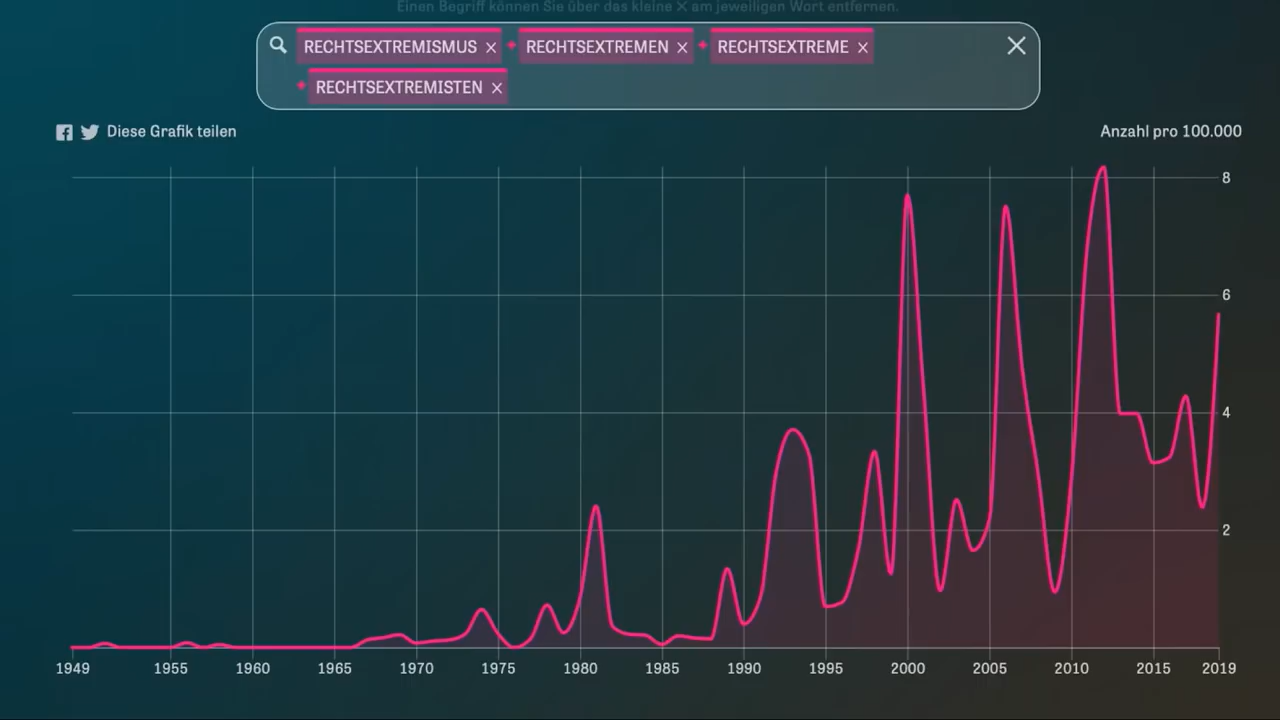 Einen Begriff können Sie über das kleine ✕ am jeweiligen Wort entfernen.
RECHTSEXTREMISMUS × + RECHTSEXTREMEN × + RECHTSEXTREME ×
+ RECHTSEXTREMISTEN ×
Diese Grafik teilen
Anzahl pro 100.000
8
6
4
2
1949 1955 1960 1965 1970 1975 1980 1985 1990 1995 2000 2005 2010 2015 2019